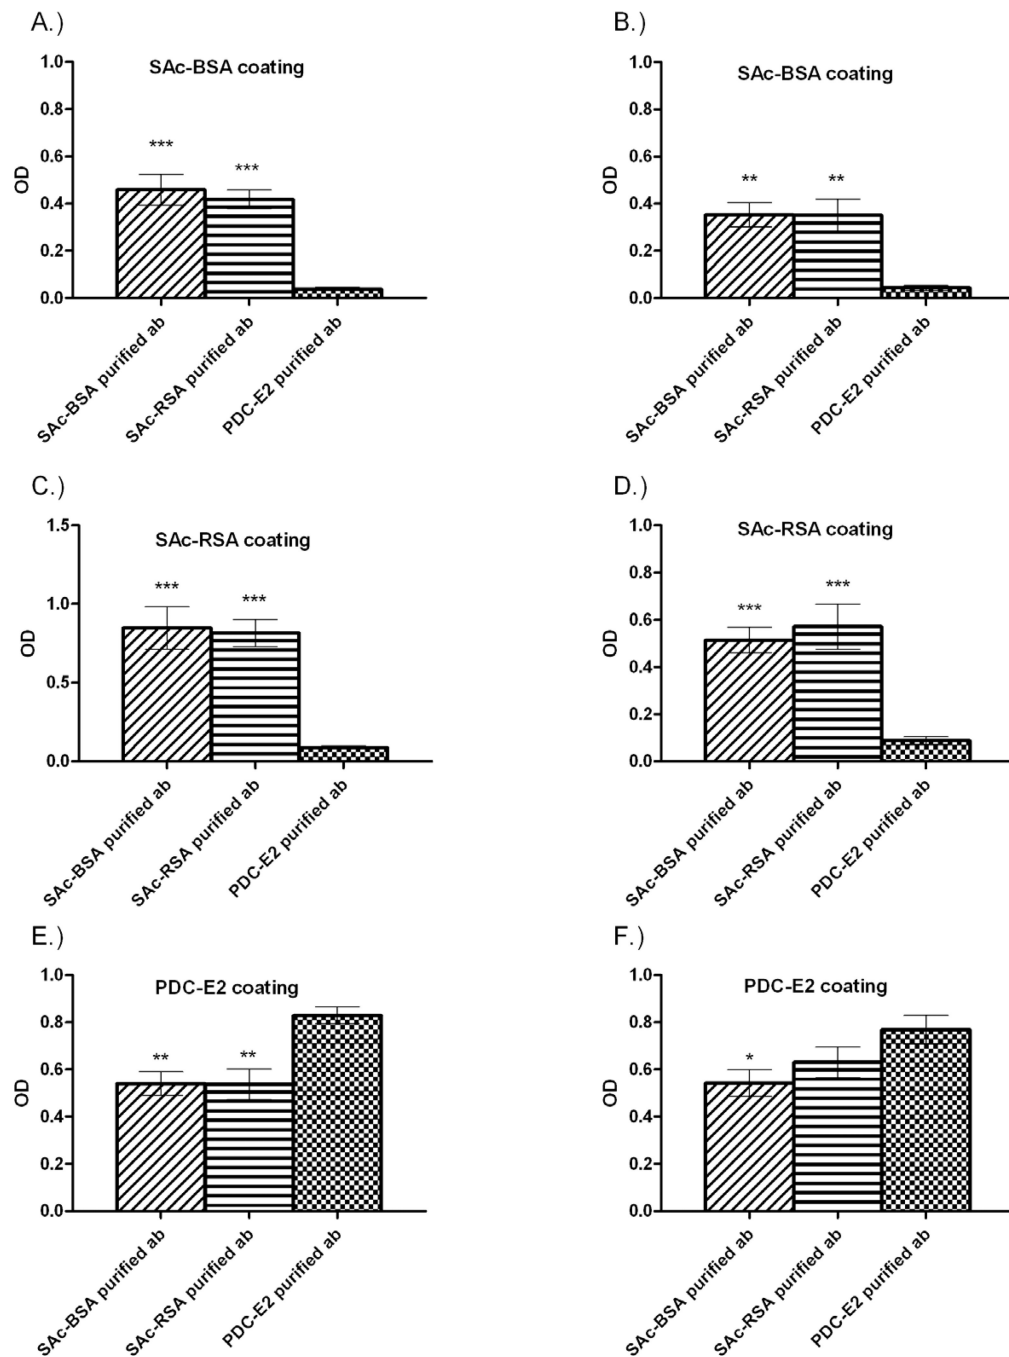 A.)
SAc-BSA coating
1.0
0.8
0.6
0.4
0.2
0.0
OD
***
***
SAc-BSA purified ab
SAc-RSA purified ab
PDC-E2 purified ab
B.)
SAc-BSA coating
1.0
0.8
0.6
0.4
0.2
0.0
OD
**
**
SAc-BSA purified ab
SAc-RSA purified ab
PDC-E2 purified ab
C.)
SAc-RSA coating
1.5
1.0
0.5
0.0
OD
***
***
SAc-BSA purified ab
SAc-RSA purified ab
PDC-E2 purified ab
D.)
SAc-RSA coating
1.0
0.8
0.6
0.4
0.2
0.0
OD
***
***
SAc-BSA purified ab
SAc-RSA purified ab
PDC-E2 purified ab
E.)
PDC-E2 coating
1.0
0.8
0.6
0.4
0.2
0.0
OD
**
**
SAc-BSA purified ab
SAc-RSA purified ab
PDC-E2 purified ab
F.)
PDC-E2 coating
1.0
0.8
0.6
0.4
0.2
0.0
OD
*
SAc-BSA purified ab
SAc-RSA purified ab
PDC-E2 purified ab